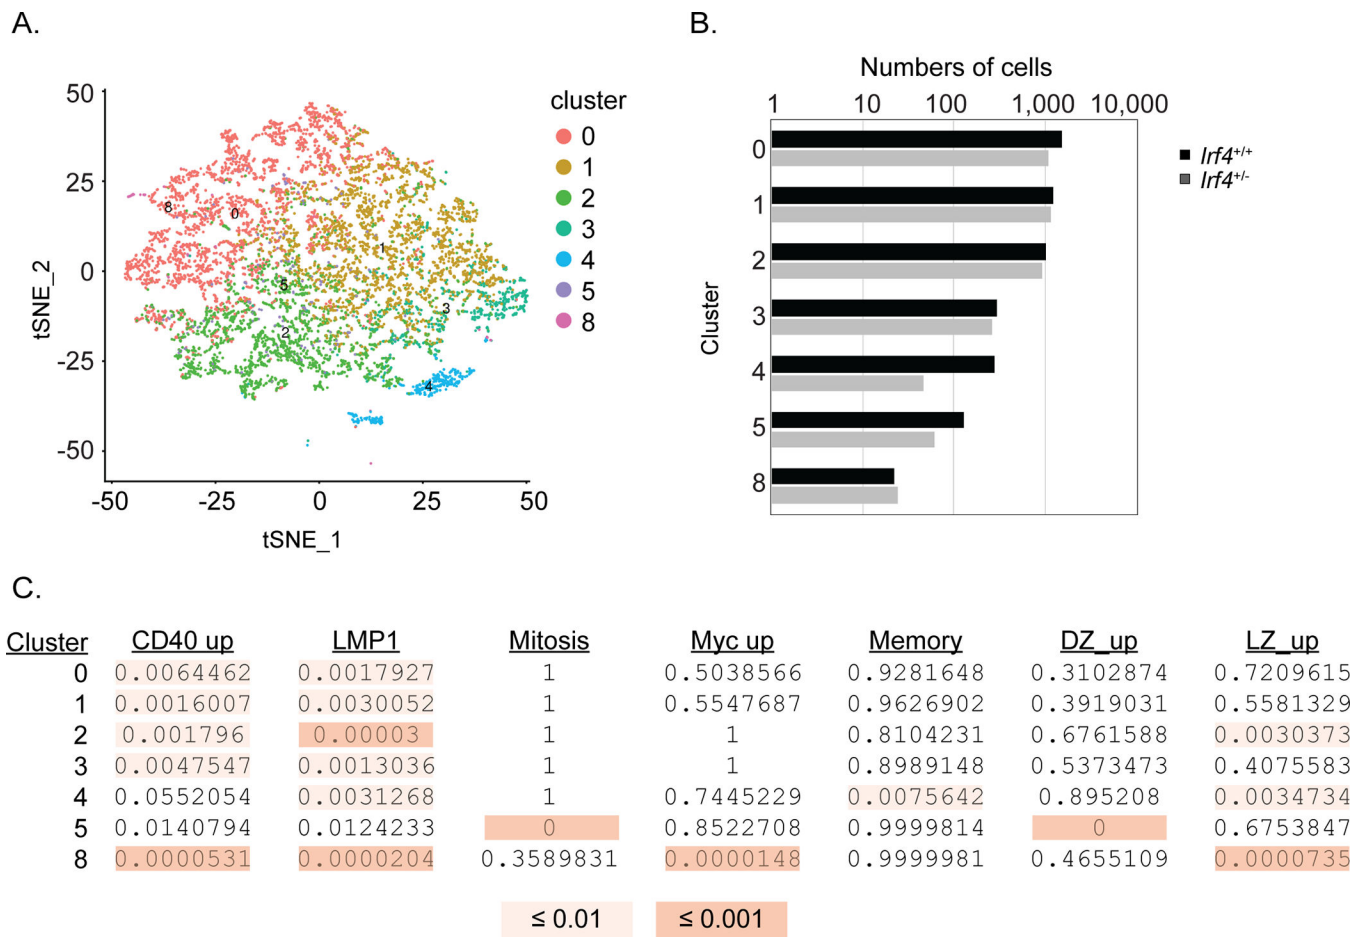 A.
B.
50
25
0
-25
-50
tSNE_2
-50 -25 0 25 50
tSNE_1
8 0
1
5
3
2
4
cluster
0
1
2
3
4
5
8
Numbers of cells
1 10 100 1,000 10,000
Cluster
0
1
2
3
4
5
8
Irf4+/+
Irf4+/-
C.
Cluster CD40 up LMP1 Mitosis Myc up Memory DZ_up LZ_up
0 0.0064462 0.0017927 1 0.5038566 0.9281648 0.3102874 0.7209615
1 0.0016007 0.0030052 1 0.5547687 0.9626902 0.3919031 0.5581329
2 0.001796 0.00003 1 1 0.8104231 0.6761588 0.0030373
3 0.0047547 0.0013036 1 1 0.8989148 0.5373473 0.4075583
4 0.0552054 0.0031268 1 0.7445229 0.0075642 0.895208 0.0034734
5 0.0140794 0.0124233 0 0.8522708 0.9999814 0 0.6753847
8 0.0000531 0.0000204 0.3589831 0.0000148 0.9999981 0.4655109 0.0000735
≤ 0.01 ≤ 0.001